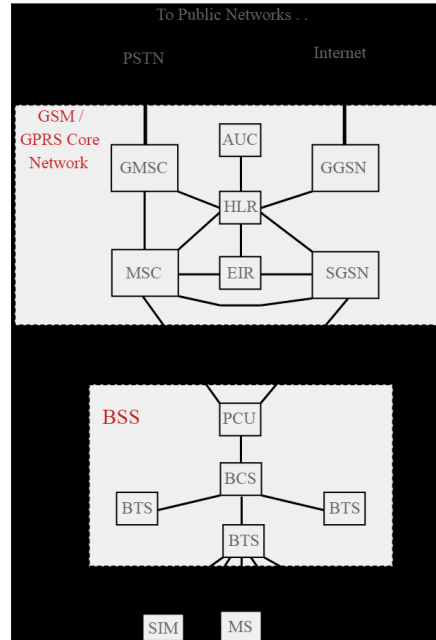 To Public Networks . .
PSTN
Internet
GSM /
GPRS Core
Network
AUC
GMSC
GGSN
HLR
MSC
EIR
SGSN
BSS
PCU
BCS
BTS
BTS
BTS
SIM
MS